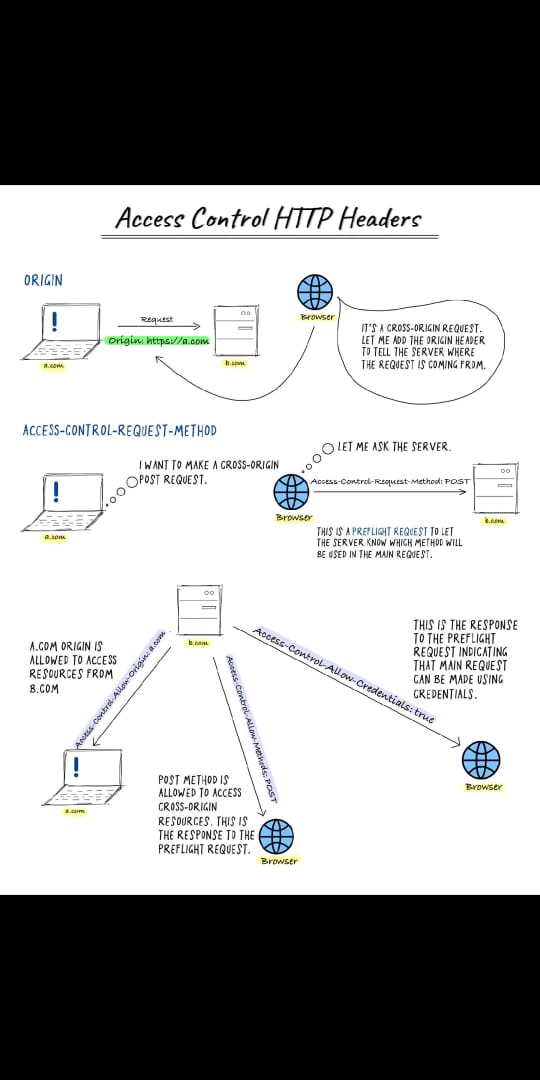 Access Control HTTP Headers
ORIGIN
Request
Origin: https://a.com
a.com
b.com
Browser
IT'S A CROSS-ORIGIN REQUEST.
LET ME ADD THE ORIGIN HEADER
TO TELL THE SERVER WHERE
THE REQUEST IS COMING FROM.
ACCESS-CONTROL-REQUEST-METHOD
I WANT TO MAKE A CROSS-ORIGIN
POST REQUEST.
a.com
LET ME ASK THE SERVER.
Browser
Access-Control-Request-Method: POST
b.com
THIS IS A PREFLIGHT REQUEST TO LET
THE SERVER KNOW WHICH METHOD WILL
BE USED IN THE MAIN REQUEST.
b.com
A.COM ORIGIN IS
ALLOWED TO ACCESS
RESOURCES FROM
B.COM
Access-Control-Allow-Origin: a.com
a.com
Access-Control-Allow-Methods: POST
POST METHOD IS
ALLOWED TO ACCESS
CROSS-ORIGIN
RESOURCES. THIS IS
THE RESPONSE TO THE
PREFLIGHT REQUEST.
Browser
Access-Control-Allow-Credentials: true
THIS IS THE RESPONSE
TO THE PREFLIGHT
REQUEST INDICATING
THAT MAIN REQUEST
CAN BE MADE USING
CREDENTIALS.
Browser